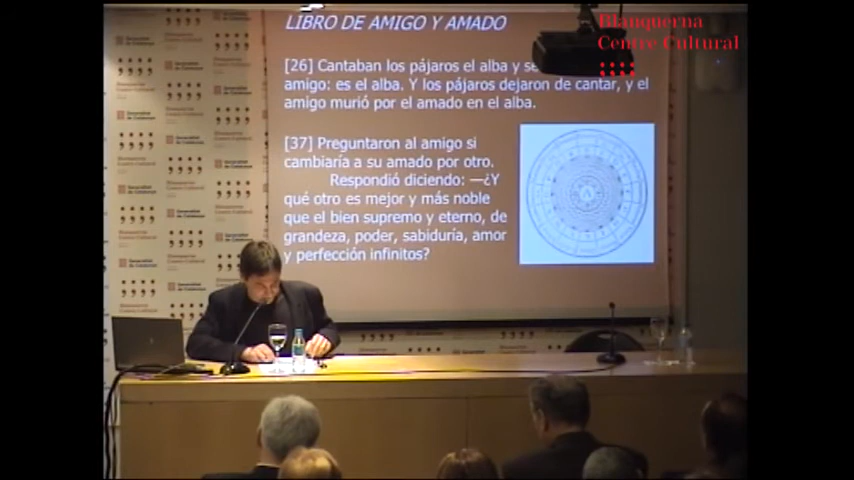 LIBRO DE AMIGO Y AMADO
Blanquerna
Centre Cultural
[26] Cantaban los pájaros el alba y se
amigo: es el alba. Y los pájaros dejaron de cantar, y el
amigo murió por el amado en el alba.
[37] Preguntaron al amigo si
cambiaría a su amado por otro.
Respondió diciendo: —¿Y
qué otro es mejor y más noble
que el bien supremo y eterno, de
grandeza, poder, sabiduría, amor
y perfección infinitos?